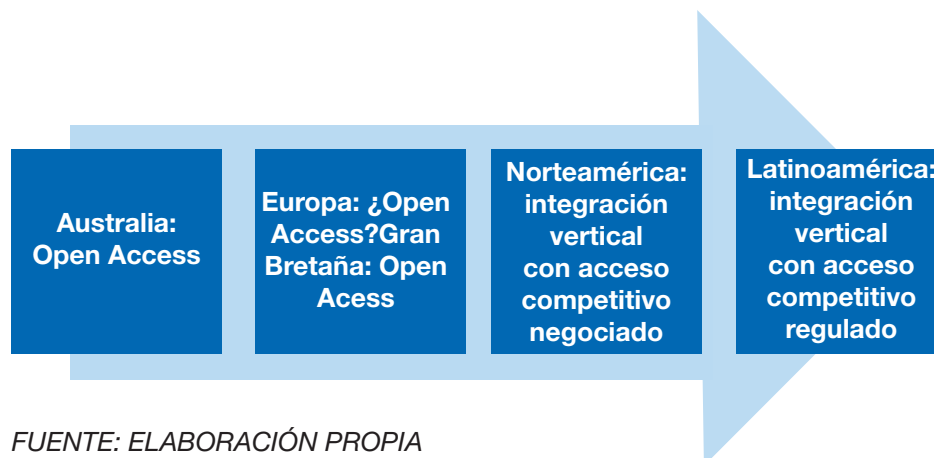 Australia:
Open Access
Europa: ¿Open
Access?Gran
Bretaña: Open
Acess
Norteamérica:
integración
vertical
con acceso
competitivo
negociado
Latinoamérica:
integración
vertical
con acceso
competitivo
regulado
FUENTE: ELABORACIÓN PROPIA